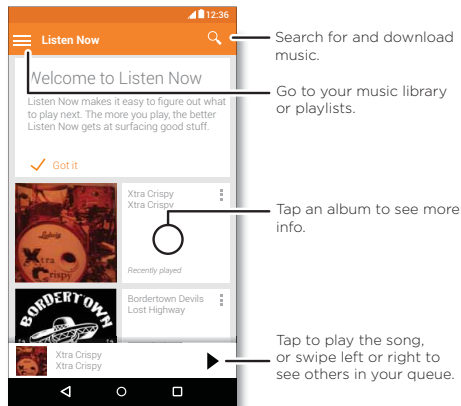 12:36
Listen Now
Search for and download
music.
Welcome to Listen Now
Listen Now makes it easy to figure out what
to play next. The more you play, the better
Listen Now gets at surfacing good stuff.
Got it
Go to your music library
or playlists.
Ludwig
Xtra
Crispy
Xtra Crispy
Xtra Crispy
Recently played
Tap an album to see more
info.
BORDERTOWN
Bordertown Devils
Lost Highway
Xtra Crispy
Xtra Crispy
Tap to play the song,
or swipe left or right to
see others in your queue.